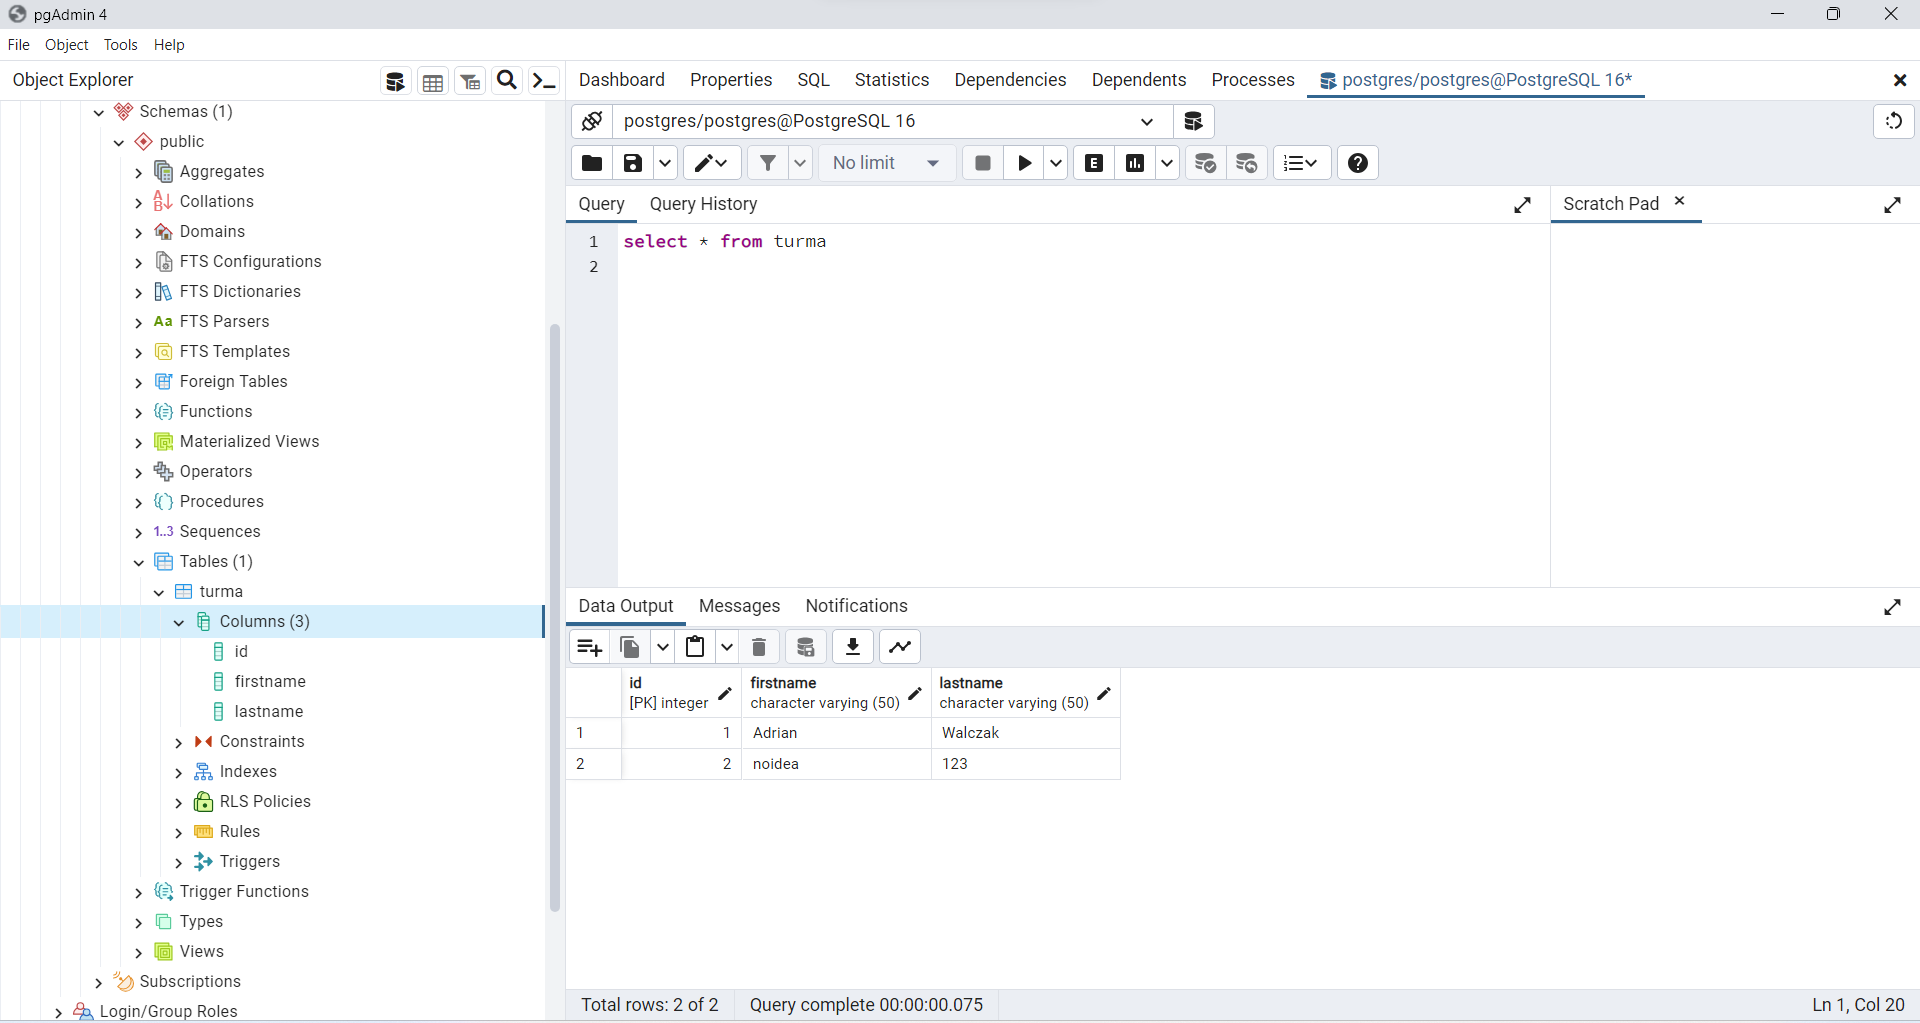 pgAdmin 4
File Object Tools Help
Object Explorer
Dashboard Properties SQL Statistics Dependencies Dependents Processes postgres/postgres@PostgreSQL 16*
Schemas (1)
public
Aggregates
Collations
Domains
FTS Configurations
FTS Dictionaries
Aa FTS Parsers
FTS Templates
Foreign Tables
Functions
Materialized Views
Operators
Procedures
1..3 Sequences
Tables (1)
turma
Columns (3)
id
firstname
lastname
Constraints
Indexes
RLS Policies
Rules
Triggers
Trigger Functions
Types
Views
Subscriptions
Login/Group Roles
postgres/postgres@PostgreSQL 16
No limit
Query Query History
Scratch Pad
1 select * from turma
2
Data Output Messages Notifications
id firstname lastname
[PK] integer character varying (50) character varying (50)
1 1 Adrian Walczak
2 2 noidea 123
Total rows: 2 of 2 Query complete 00:00:00.075 Ln 1, Col 20